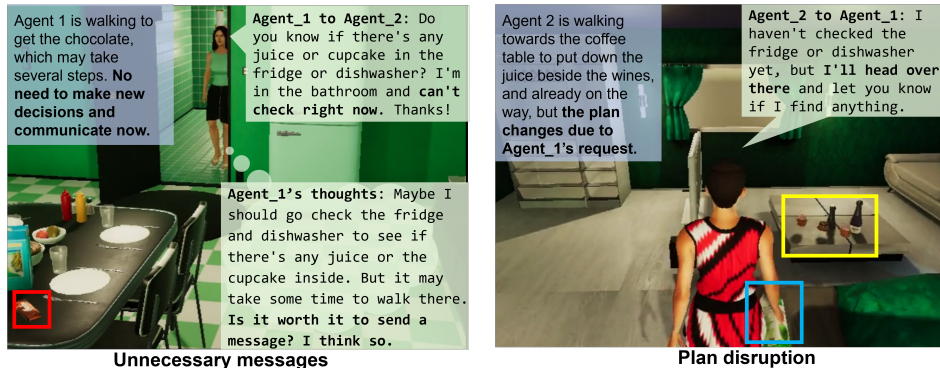 Agent 1 is walking to
get the chocolate,
which may take
several steps. No
need to make new
decisions and
communicate now.
Agent_1 to Agent_2: Do
you know if there's any
juice or cupcake in the
fridge or dishwasher? I'm
in the bathroom and can't
check right now. Thanks!
Agent_1's thoughts: Maybe I
should go check the fridge
and dishwasher to see if
there's any juice or the
cupcake inside. But it may
take some time to walk there.
Is it worth it to send a
message? I think so.
Unnecessary messages
Agent 2 is walking
towards the coffee
table to put down the
juice beside the wines,
and already on the
way, but the plan
changes due to
Agent_1's request.
Agent_2 to Agent_1: I
haven't checked the
fridge or dishwasher
yet, but I'll head over
there and let you know
if I find anything.
Plan disruption